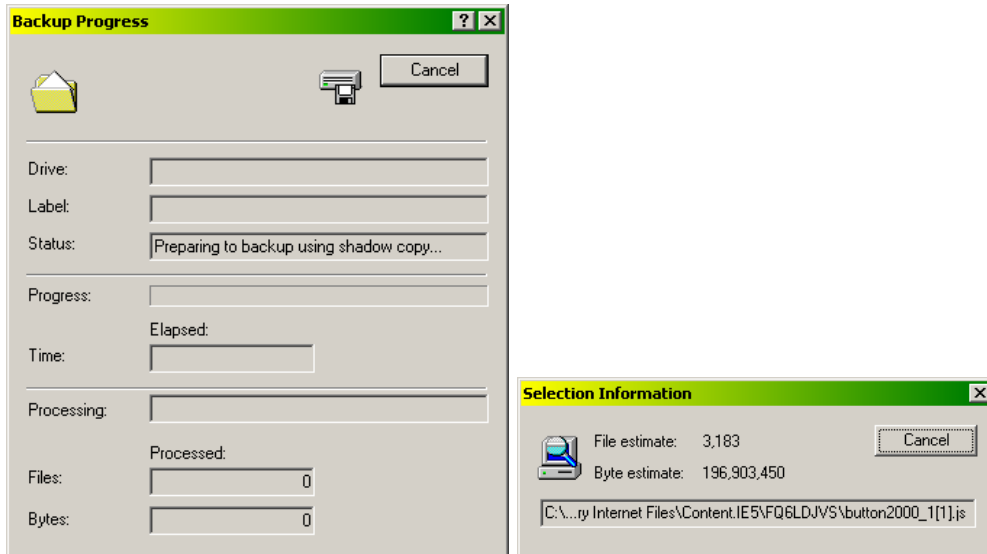 Backup Progress
Cancel
Drive:
Label:
Status: Preparing to backup using shadow copy...
Progress:
Elapsed:
Time:
Processing:
Processed:
Files: 0
Bytes: 0
Selection Information
File estimate: 3,183
Cancel
Byte estimate: 196,903,450
C:\...ry Internet Files\Content.IE5\FQ6LDJVS\button2000_1[1].js